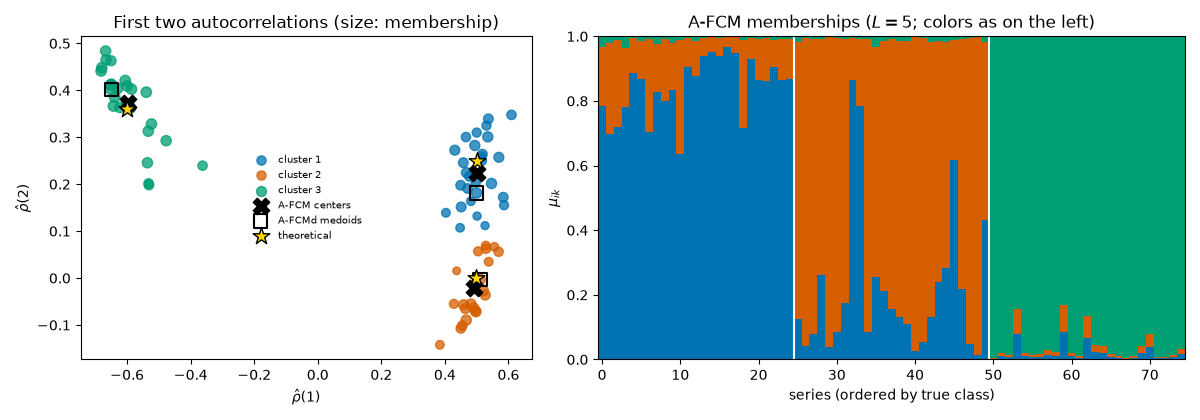 First two autocorrelations (size: membership)
0.5
0.4
0.3
0.2
0.1
0.0
−0.1
ρ̂(2)
cluster 1
cluster 2
cluster 3
A-FCM centers
A-FCMd medoids
theoretical
−0.6
−0.4
−0.2
0.0
0.2
0.4
0.6
ρ̂(1)
A-FCM memberships (L = 5; colors as on the left)
1.0
0.8
0.6
0.4
0.2
0.0
μik
0
10
20
30
40
50
60
70
series (ordered by true class)